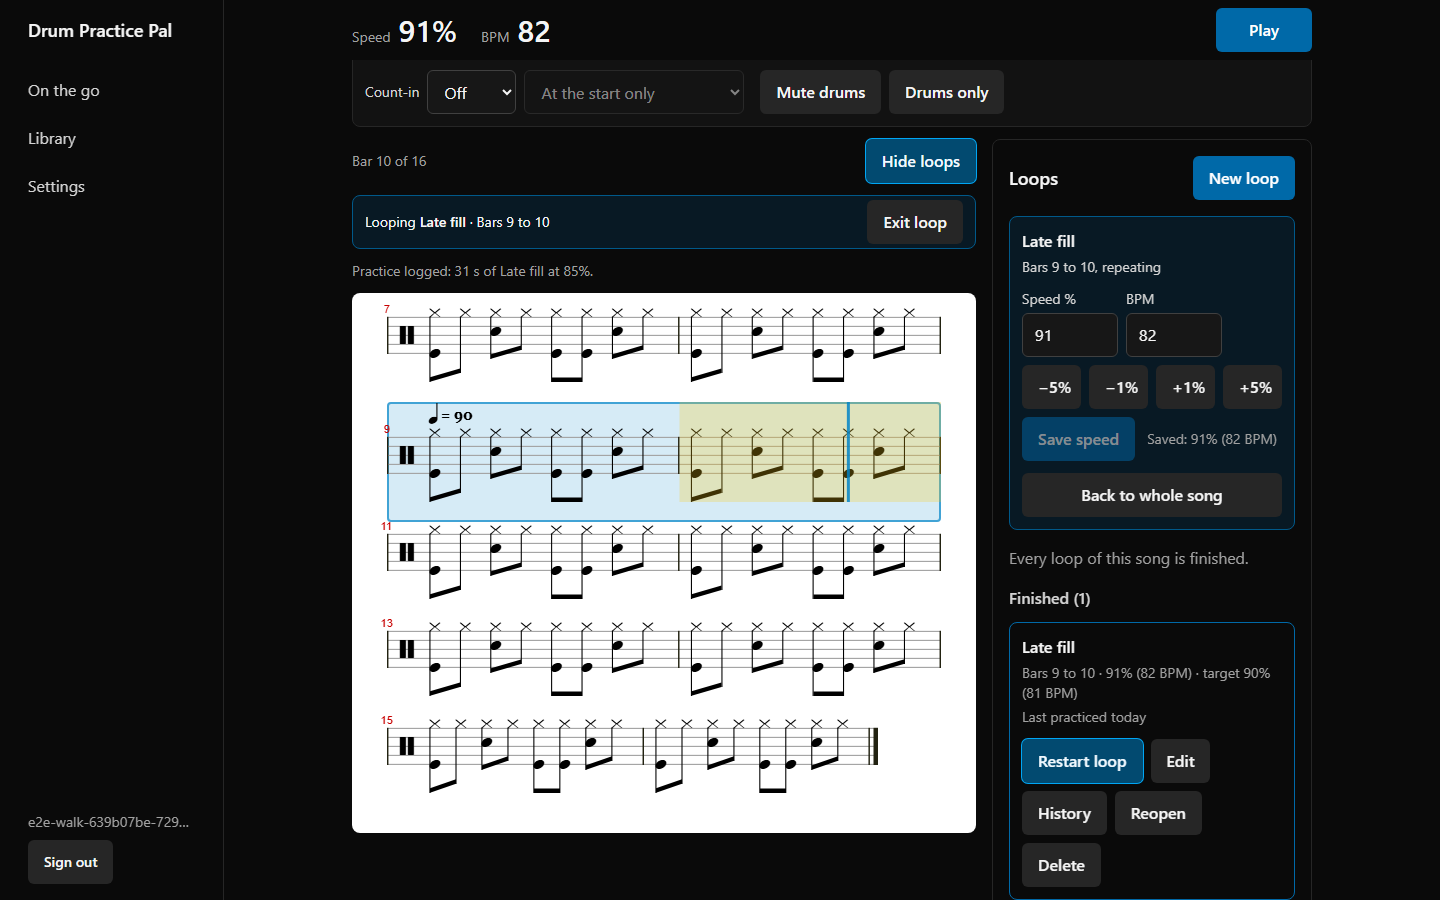 Drum Practice Pal
On the go
Library
Settings
e2e-walk-639b07be-729...
Sign out
Speed 91% BPM 82
Play
Count-in Off At the start only Mute drums Drums only
Bar 10 of 16
Hide loops
Looping Late fill · Bars 9 to 10
Exit loop
Practice logged: 31 s of Late fill at 85%.
7
= 90
9
11
13
15
Loops
New loop
Late fill
Bars 9 to 10, repeating
Speed % BPM
91 82
−5% −1% +1% +5%
Save speed Saved: 91% (82 BPM)
Back to whole song
Every loop of this song is finished.
Finished (1)
Late fill
Bars 9 to 10 · 91% (82 BPM) · target 90%
(81 BPM)
Last practiced today
Restart loop Edit
History Reopen
Delete